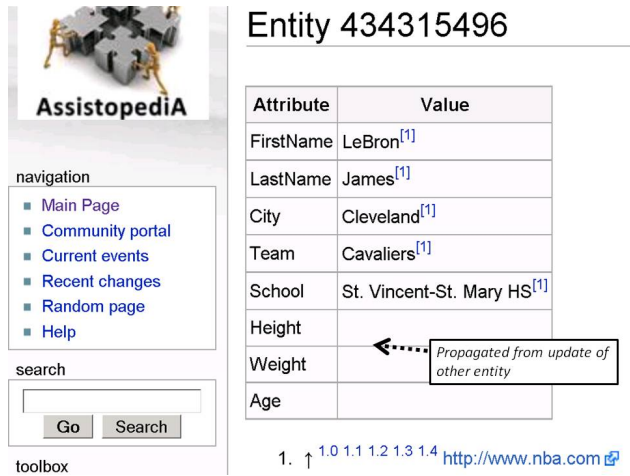 AssistopediA
navigation
Main Page
Community portal
Current events
Recent changes
Random page
Help
search
Go Search
toolbox
Entity 434315496
Attribute Value
FirstName LeBron[1]
LastName James[1]
City Cleveland[1]
Team Cavaliers[1]
School St. Vincent-St. Mary HS[1]
Height
Weight
Age
Propagated from update of
other entity
1. ↑ 1.0 1.1 1.2 1.3 1.4 http://www.nba.com